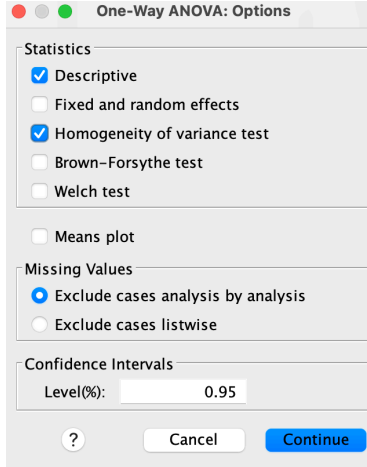 One-Way ANOVA: Options
Statistics
Descriptive
Fixed and random effects
Homogeneity of variance test
Brown-Forsythe test
Welch test
Means plot
Missing Values
Exclude cases analysis by analysis
Exclude cases listwise
Confidence Intervals
Level(%): 0.95
? Cancel Continue